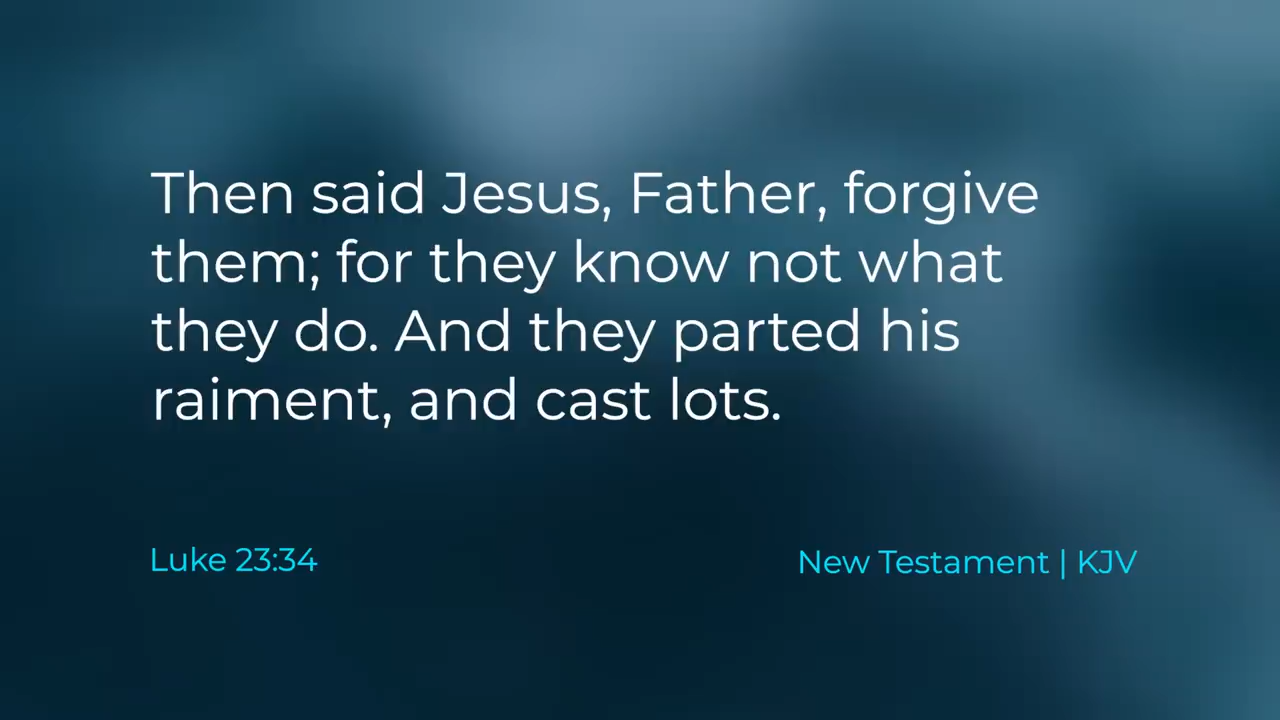 Then said Jesus, Father, forgive
them; for they know not what
they do. And they parted his
raiment, and cast lots.
Luke 23:34
New Testament | KJV